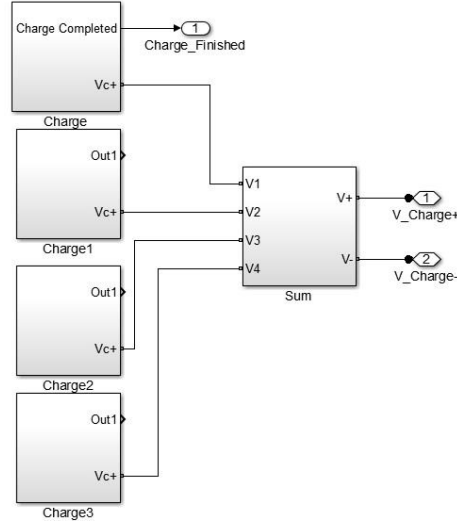 Charge Completed
1
Charge_Finished
Vc+
Charge
Out1
Vc+
Charge1
Out1
Vc+
Charge2
Out1
Vc+
Charge3
V1
V2
V3
V4
V+
V-
Sum
1
V_Charge+
2
V_Charge-